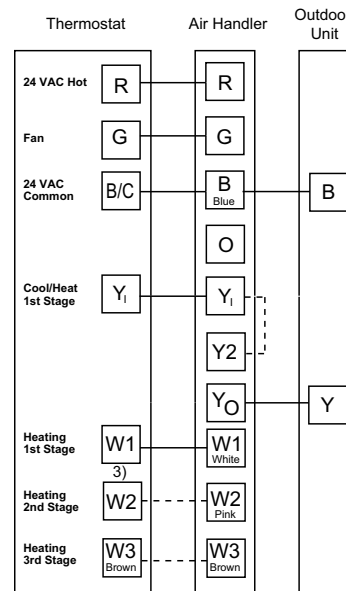 Thermostat Air Handler Outdoor
Unit
24 VAC Hot R R
Fan G G
24 VAC
Common B/C B B
Blue
O
Cool/Heat
1st Stage YI YI
Y2
YO Y
Heating
1st Stage W1 W1
White
3)
Heating
2nd Stage W2 W2
Pink
Heating
3rd Stage W3 W3
Brown Brown